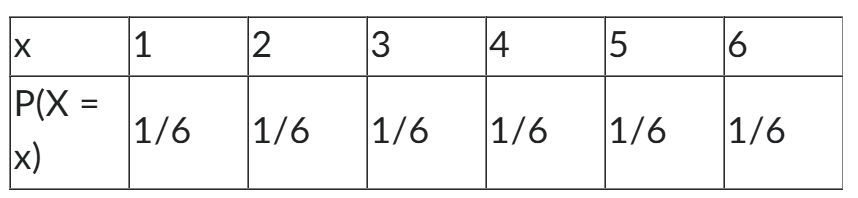 x 1 2 3 4 5 6
P(X = x) 1/6 1/6 1/6 1/6 1/6 1/6